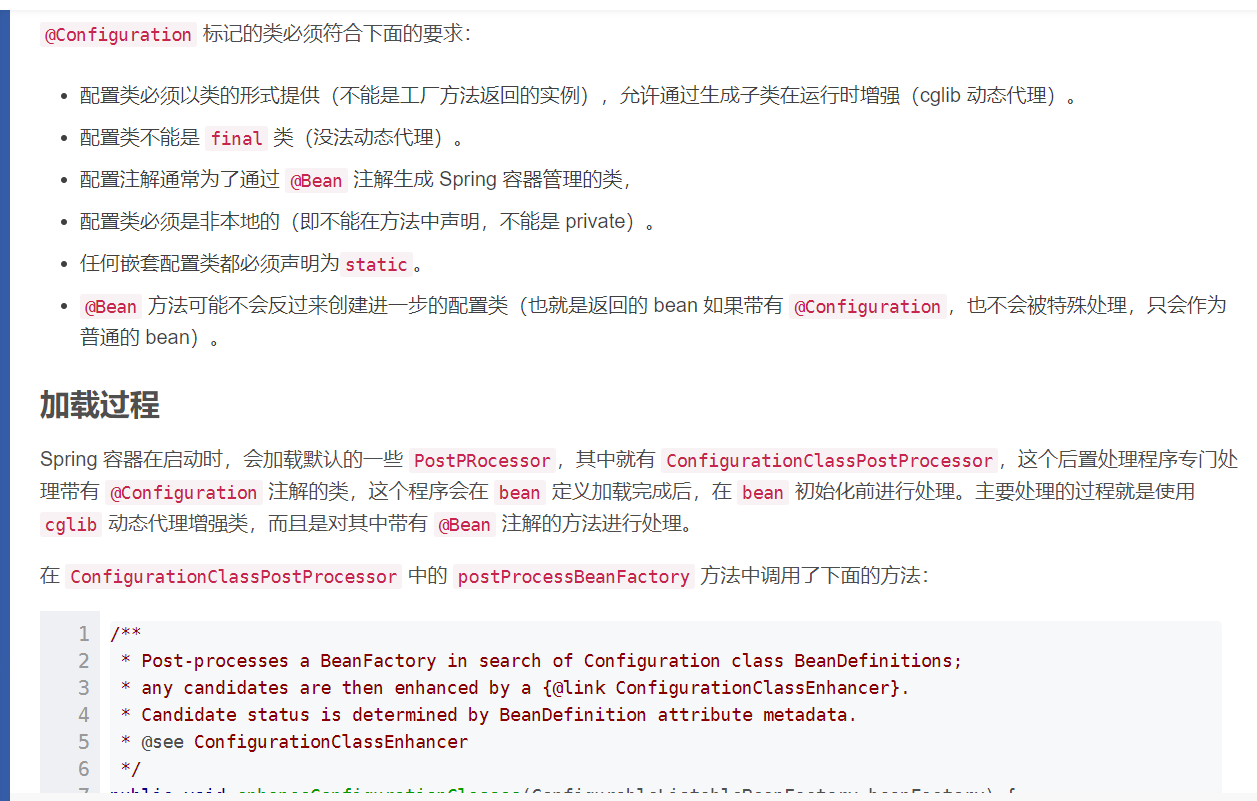 @Configuration 标记的类必须符合下面的要求：
• 配置类必须以类的形式提供（不能是工厂方法返回的实例），允许通过生成子类在运行时增强（cglib 动态代理）。
• 配置类不能是 final 类（没法动态代理）。
• 配置注解通常为了通过 @Bean 注解生成 Spring 容器管理的类，
• 配置类必须是非本地的（即不能在方法中声明，不能是 private）。
• 任何嵌套配置类都必须声明为 static。
• @Bean 方法可能不会反过来创建进一步的配置类（也就是返回的 bean 如果带有 @Configuration，也不会被特殊处理，只会作为
普通的 bean）。
加载过程
Spring 容器在启动时，会加载默认的一些 PostPRocessor，其中就有 ConfigurationClassPostProcessor，这个后置处理程序专门处
理带有 @Configuration 注解的类，这个程序会在 bean 定义加载完成后，在 bean 初始化前进行处理。主要处理的过程就是使用
cglib 动态代理增强类，而且是对其中带有 @Bean 注解的方法进行处理。
在 ConfigurationClassPostProcessor 中的 postProcessBeanFactory 方法中调用了下面的方法：
1 /**
2 * Post-processes a BeanFactory in search of Configuration class BeanDefinitions;
3 * any candidates are then enhanced by a {@link ConfigurationClassEnhancer}.
4 * Candidate status is determined by BeanDefinition attribute metadata.
5 * @see ConfigurationClassEnhancer
6 */
7 public void enhanceConfigurationClasses(ConfigurableListableBeanFactory beanFactory) {